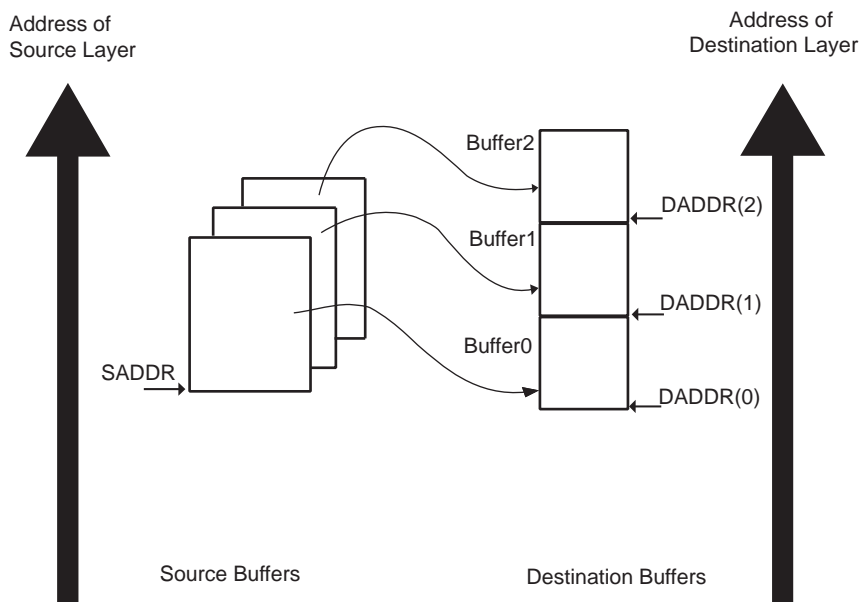 Address of
Source Layer
Address of
Destination Layer
Buffer2
DADDR(2)
Buffer1
DADDR(1)
Buffer0
SADDR
DADDR(0)
Source Buffers
Destination Buffers